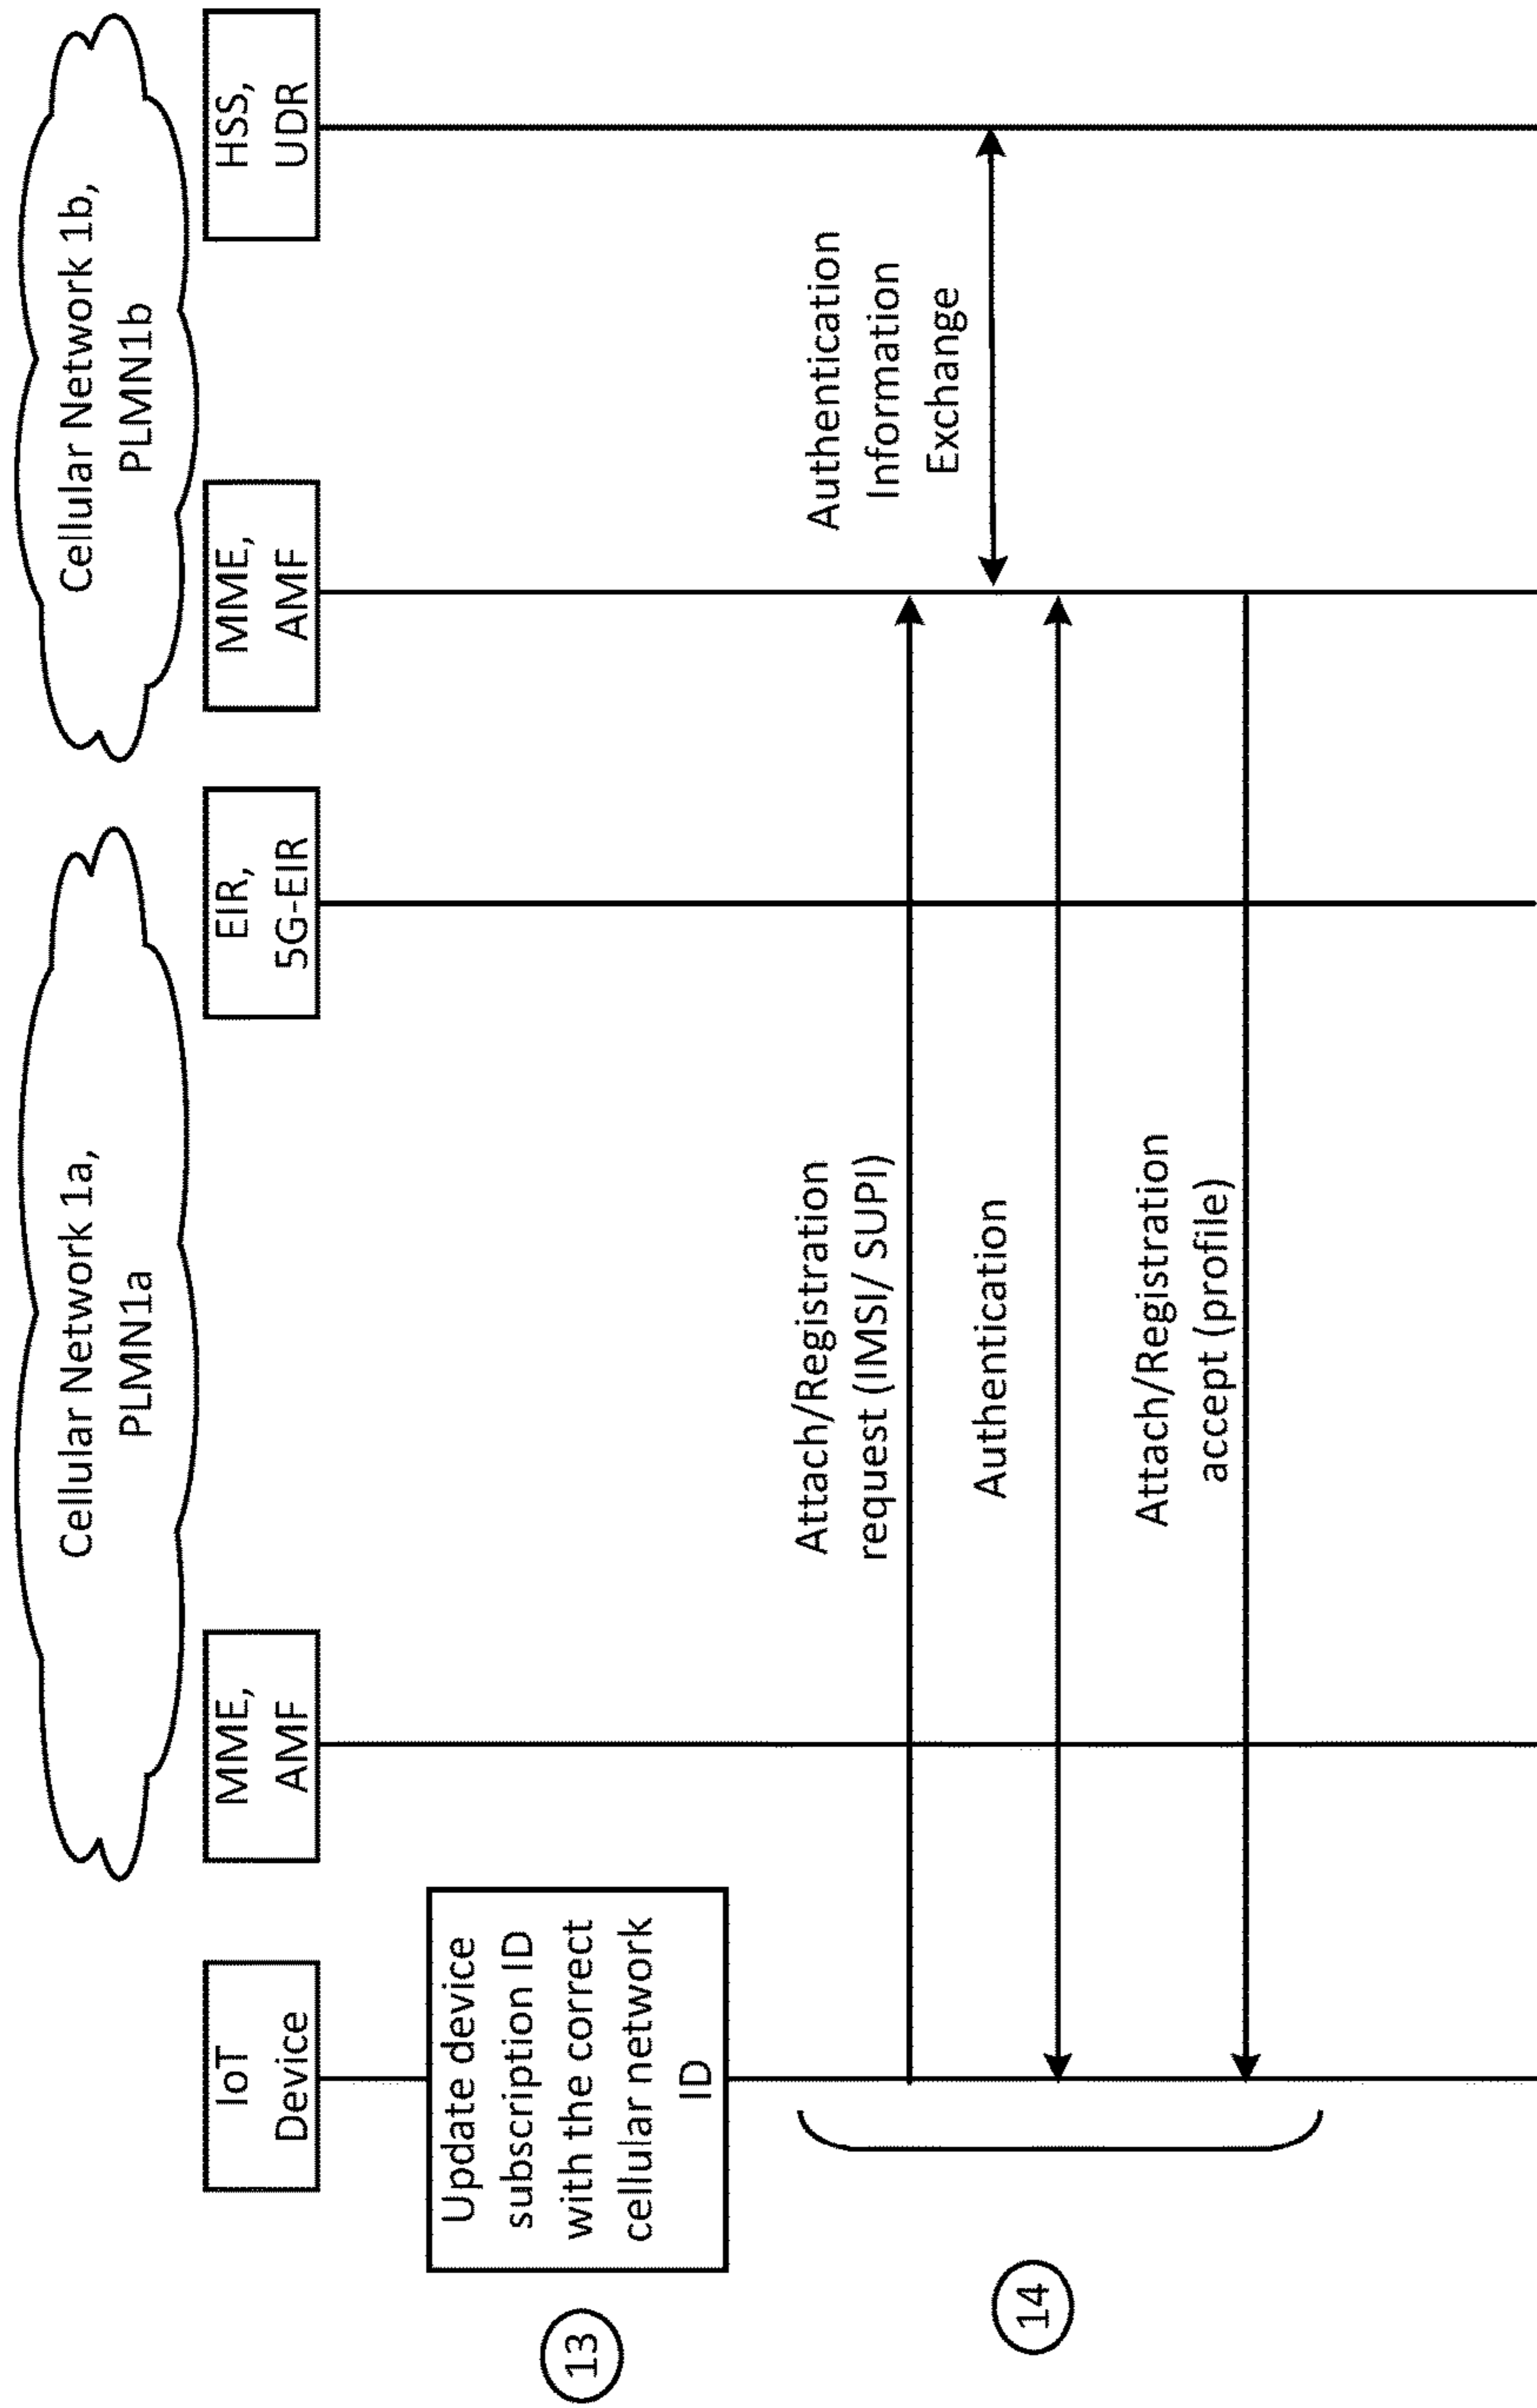 Cellular Network 1a,
PLMN1a
Cellular Network 1b,
PLMN1b
IoT
Device
MME,
AMF
EIR,
5G-EIR
MME,
AMF
HSS,
UDR
13
Update device
subscription ID
with the correct
cellular network
ID
14
Attach/Registration
request (IMSI/ SUPI)
Authentication
Information
Exchange
Authentication
Attach/Registration
accept (profile)